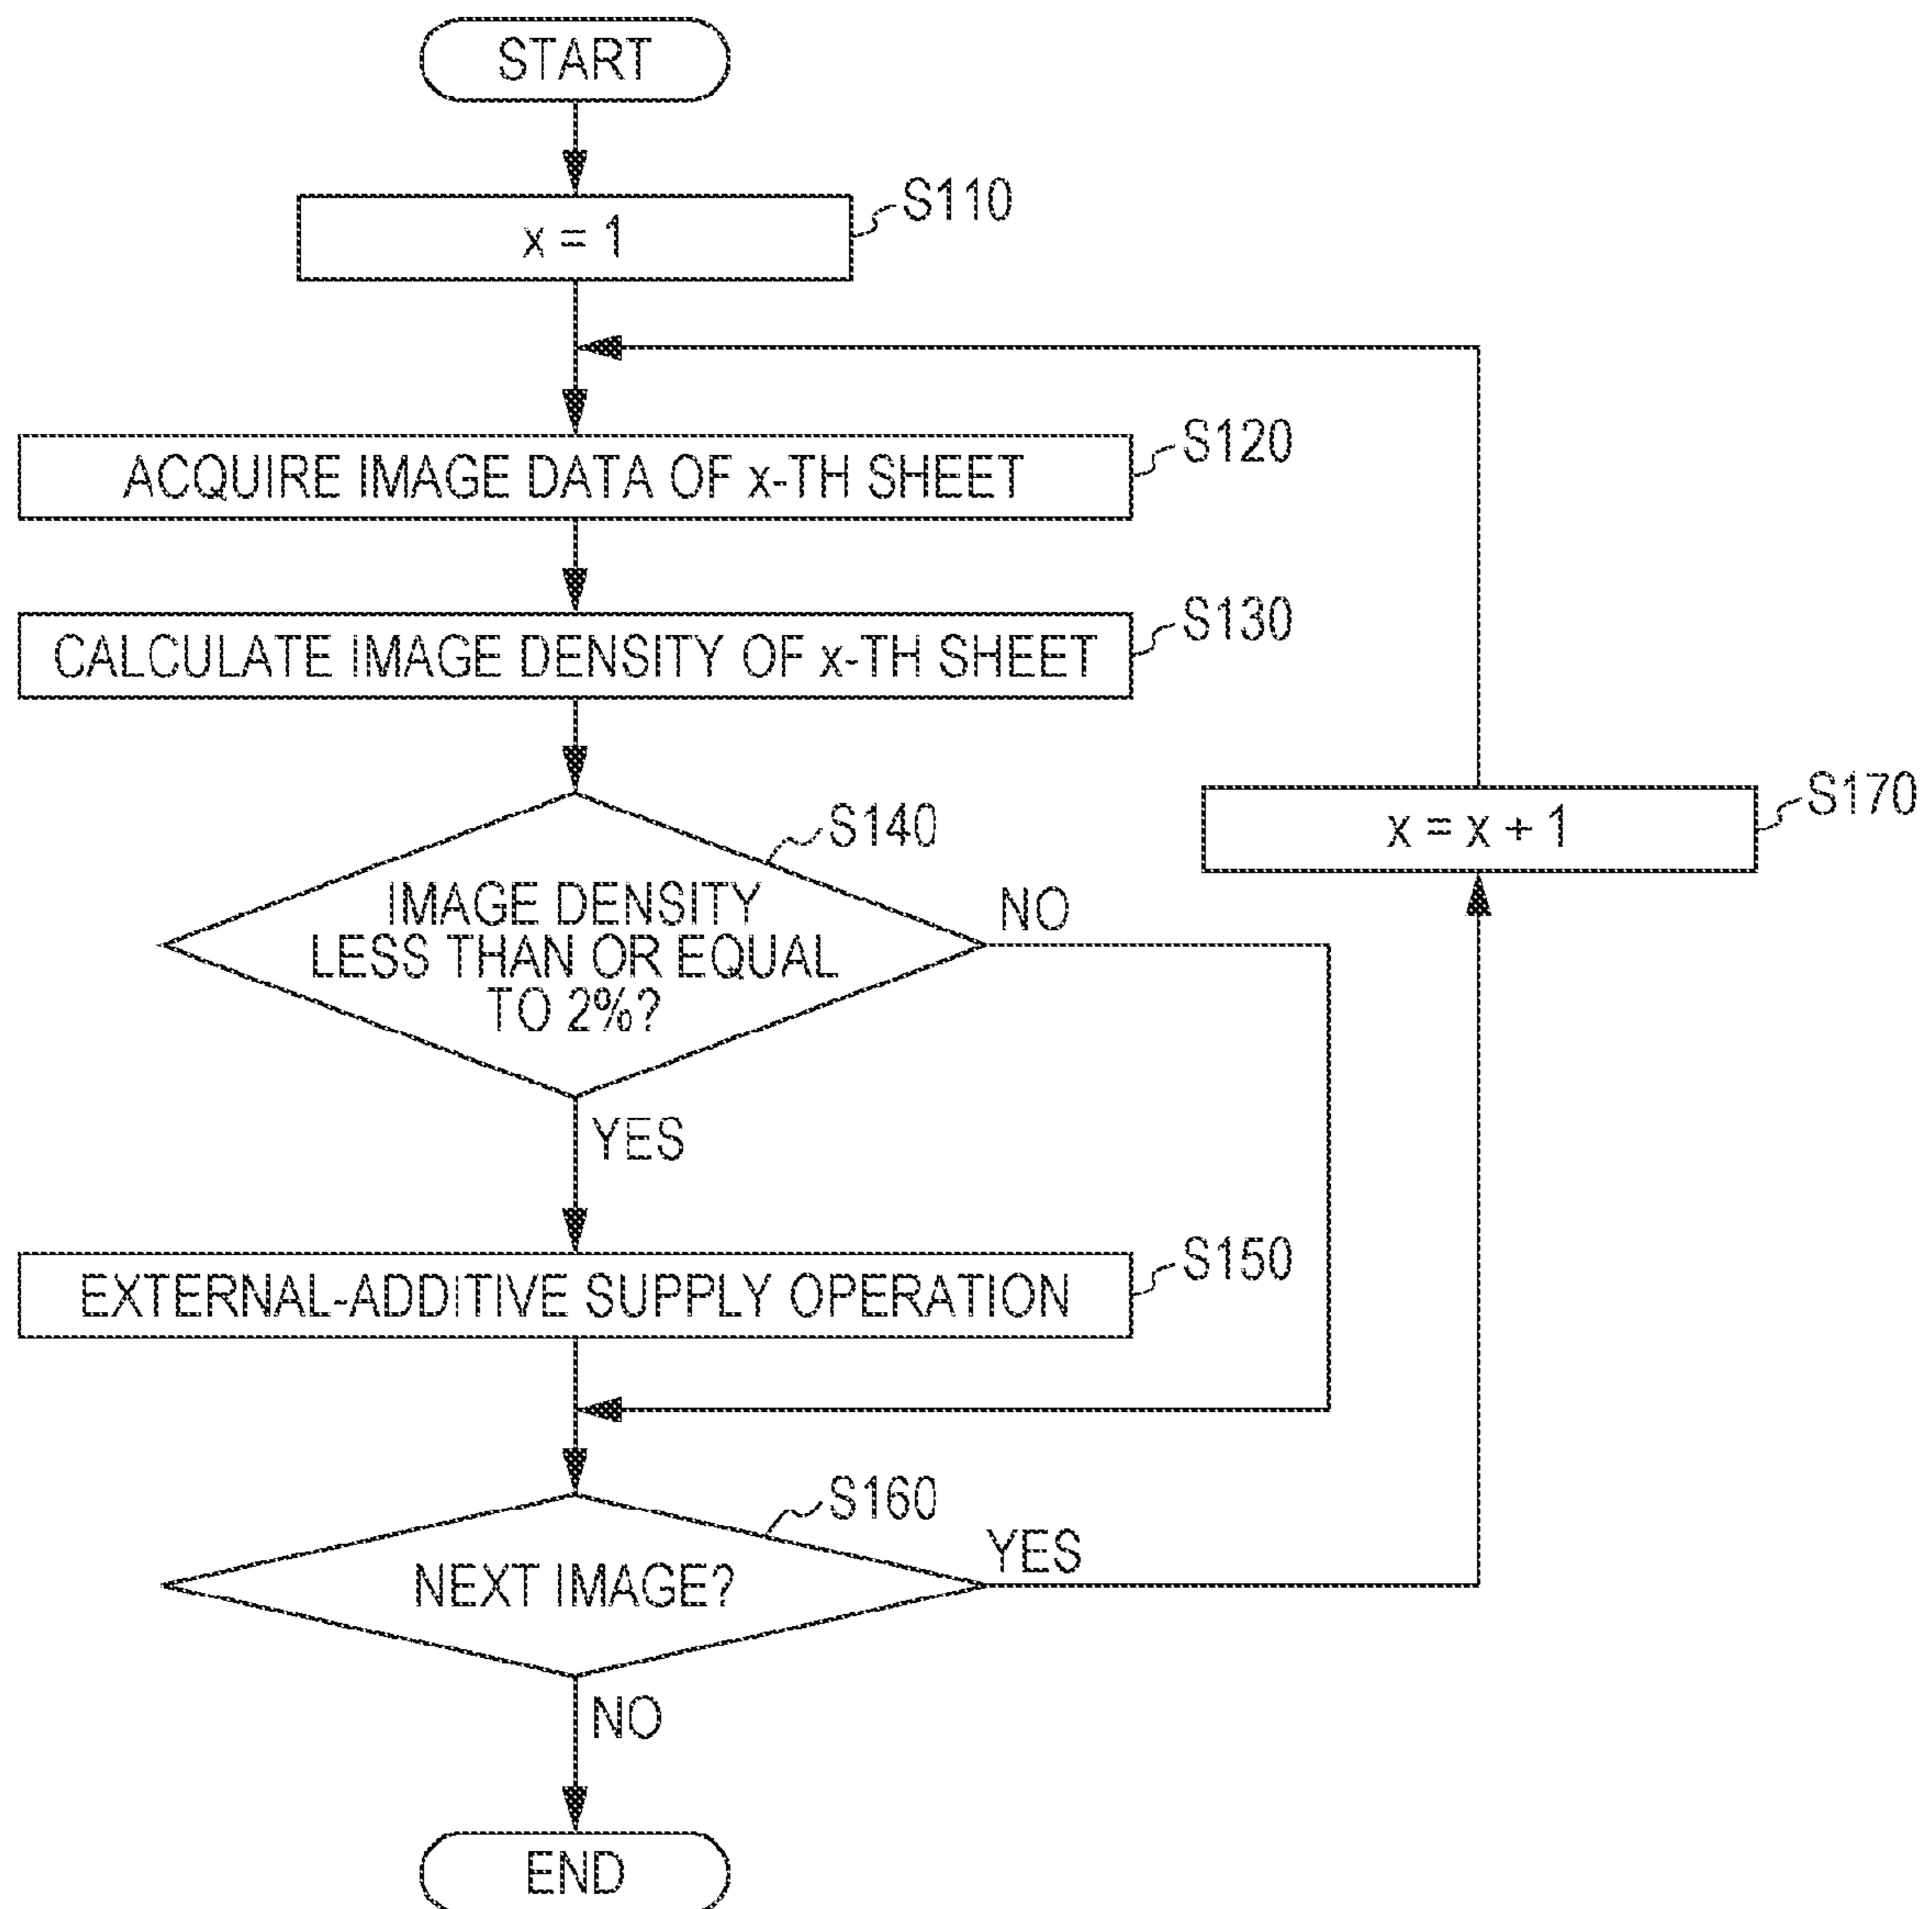 START
x = 1
S110
ACQUIRE IMAGE DATA OF x-TH SHEET
S120
CALCULATE IMAGE DENSITY OF x-TH SHEET
S130
S140
IMAGE DENSITY
LESS THAN OR EQUAL
TO 2%?
NO
YES
x = x + 1
S170
EXTERNAL-ADDITIVE SUPPLY OPERATION
S150
S160
NEXT IMAGE?
YES
NO
END